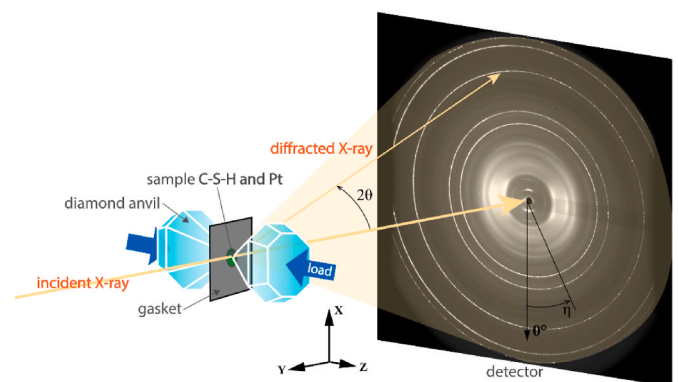 diffracted X-ray
2θ
sample C-S-H and Pt
diamond anvil
incident X-ray
load
gasket
X
Y
Z
η
0°
detector